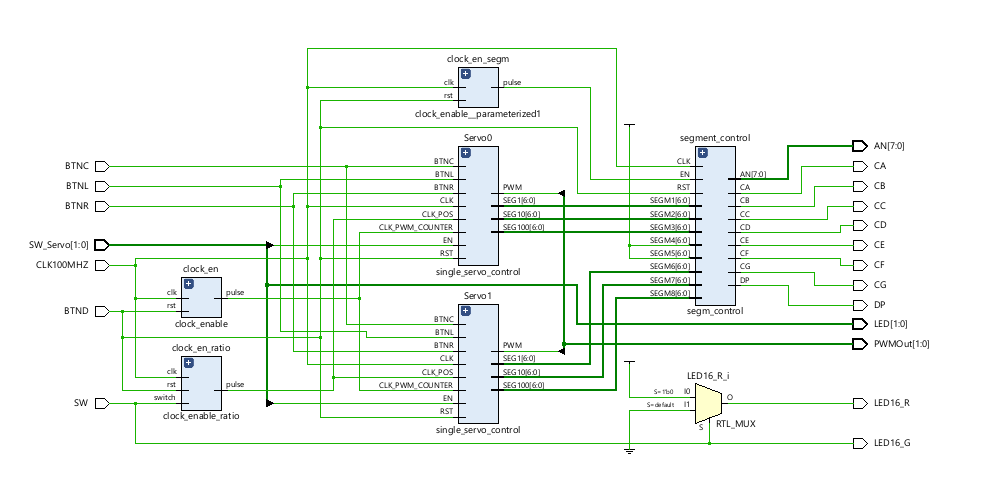 clock_en_segm
clk
rst
pulse
clock_enable__parameterized1
BTNC
BTNL
BTNR
SW_Servo[1:0]
CLK100MHZ
BTND
SW
clock_en
clk
rst
pulse
clock_enable
clock_en_ratio
clk
rst
switch
pulse
clock_enable_ratio
Servo0
BTNC
BTNL
BTNR
CLK
CLK_POS
CLK_PWM_COUNTER
EN
RST
PWM
SEG1[6:0]
SEG10[6:0]
SEG100[6:0]
single_servo_control
Servo1
BTNC
BTNL
BTNR
CLK
CLK_POS
CLK_PWM_COUNTER
EN
RST
PWM
SEG1[6:0]
SEG10[6:0]
SEG100[6:0]
single_servo_control
segment_control
CLK
EN
RST
SEGM1[6:0]
SEGM2[6:0]
SEGM3[6:0]
SEGM4[6:0]
SEGM5[6:0]
SEGM6[6:0]
SEGM7[6:0]
SEGM8[6:0]
AN[7:0]
CA
CB
CC
CD
CE
CF
CG
DP
segm_control
LED16_R_i
S=1'b0
I0
S=default
I1
S
O
RTL_MUX
AN[7:0]
CA
CB
CC
CD
CE
CF
CG
DP
LED[1:0]
PWMOut[1:0]
LED16_R
LED16_G